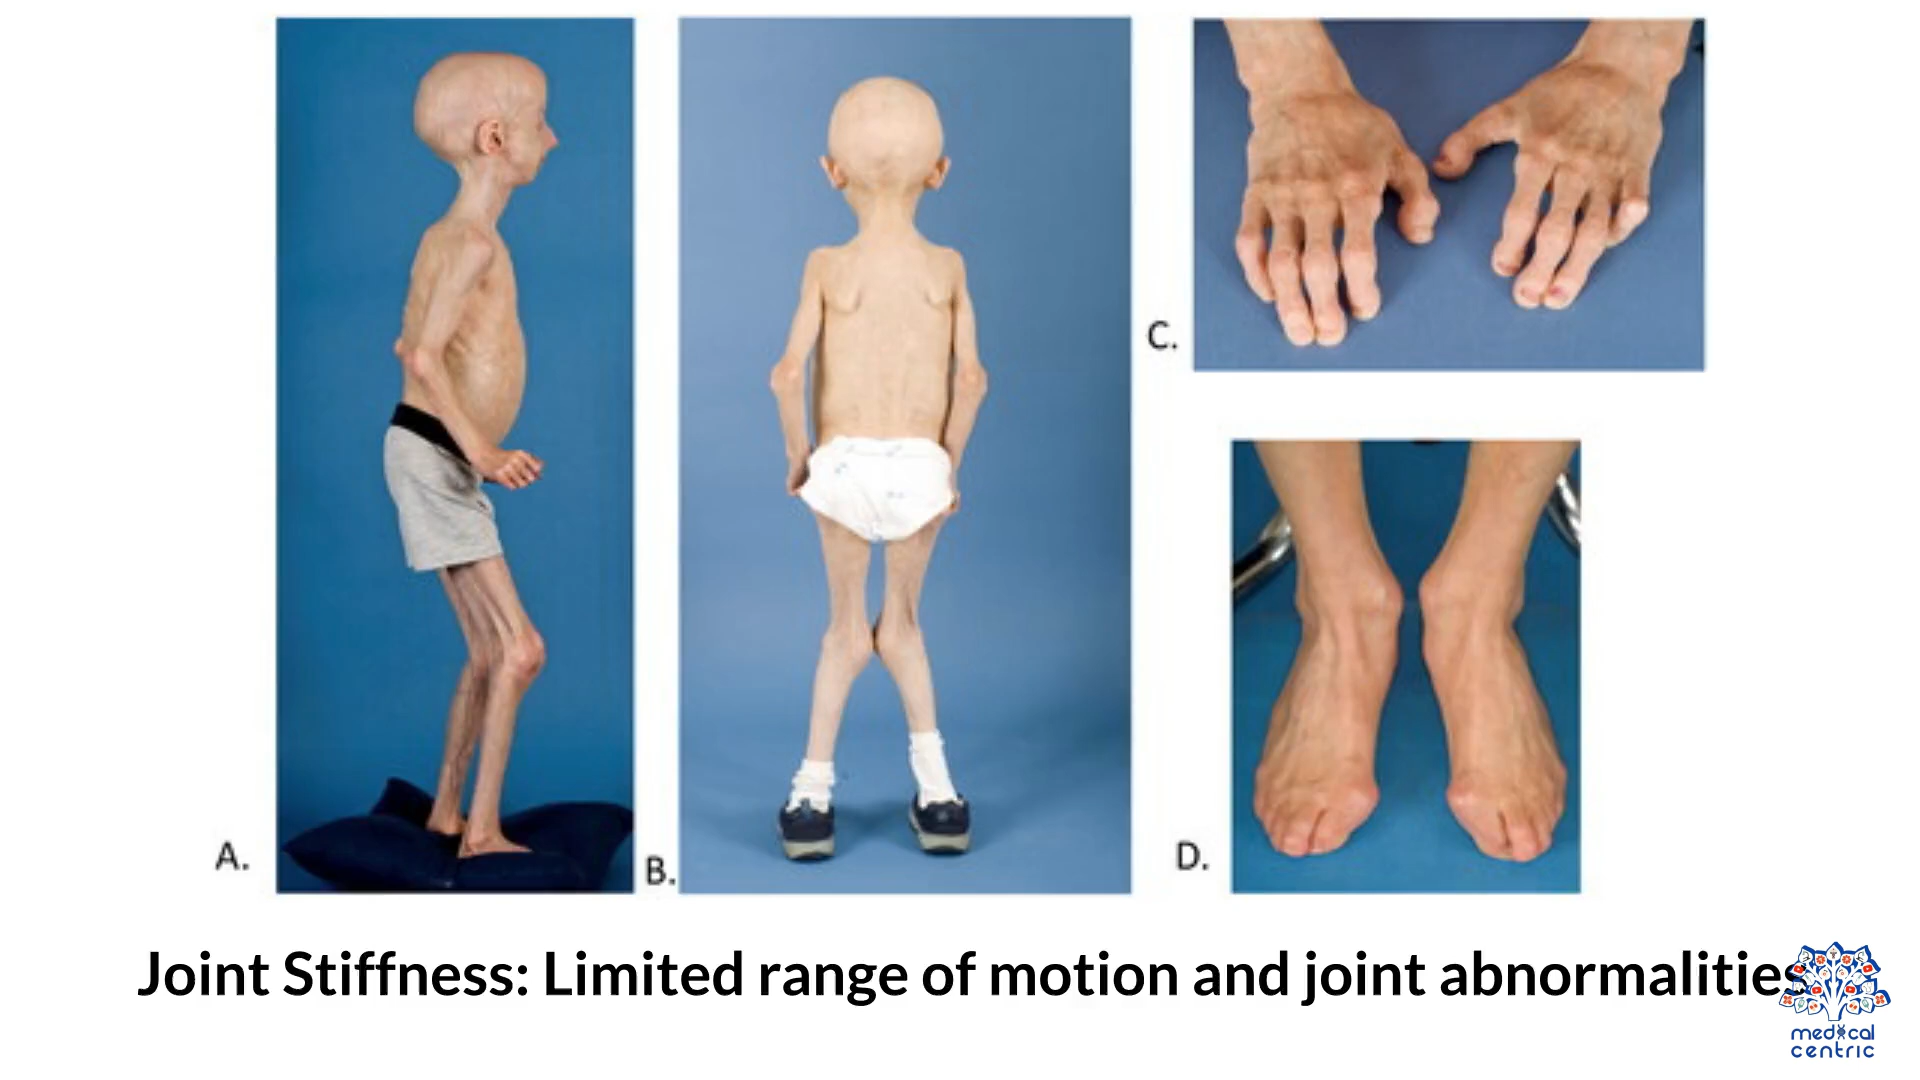 A.
B.
C.
D.
Joint Stiffness: Limited range of motion and joint abnormalities
medical
centric